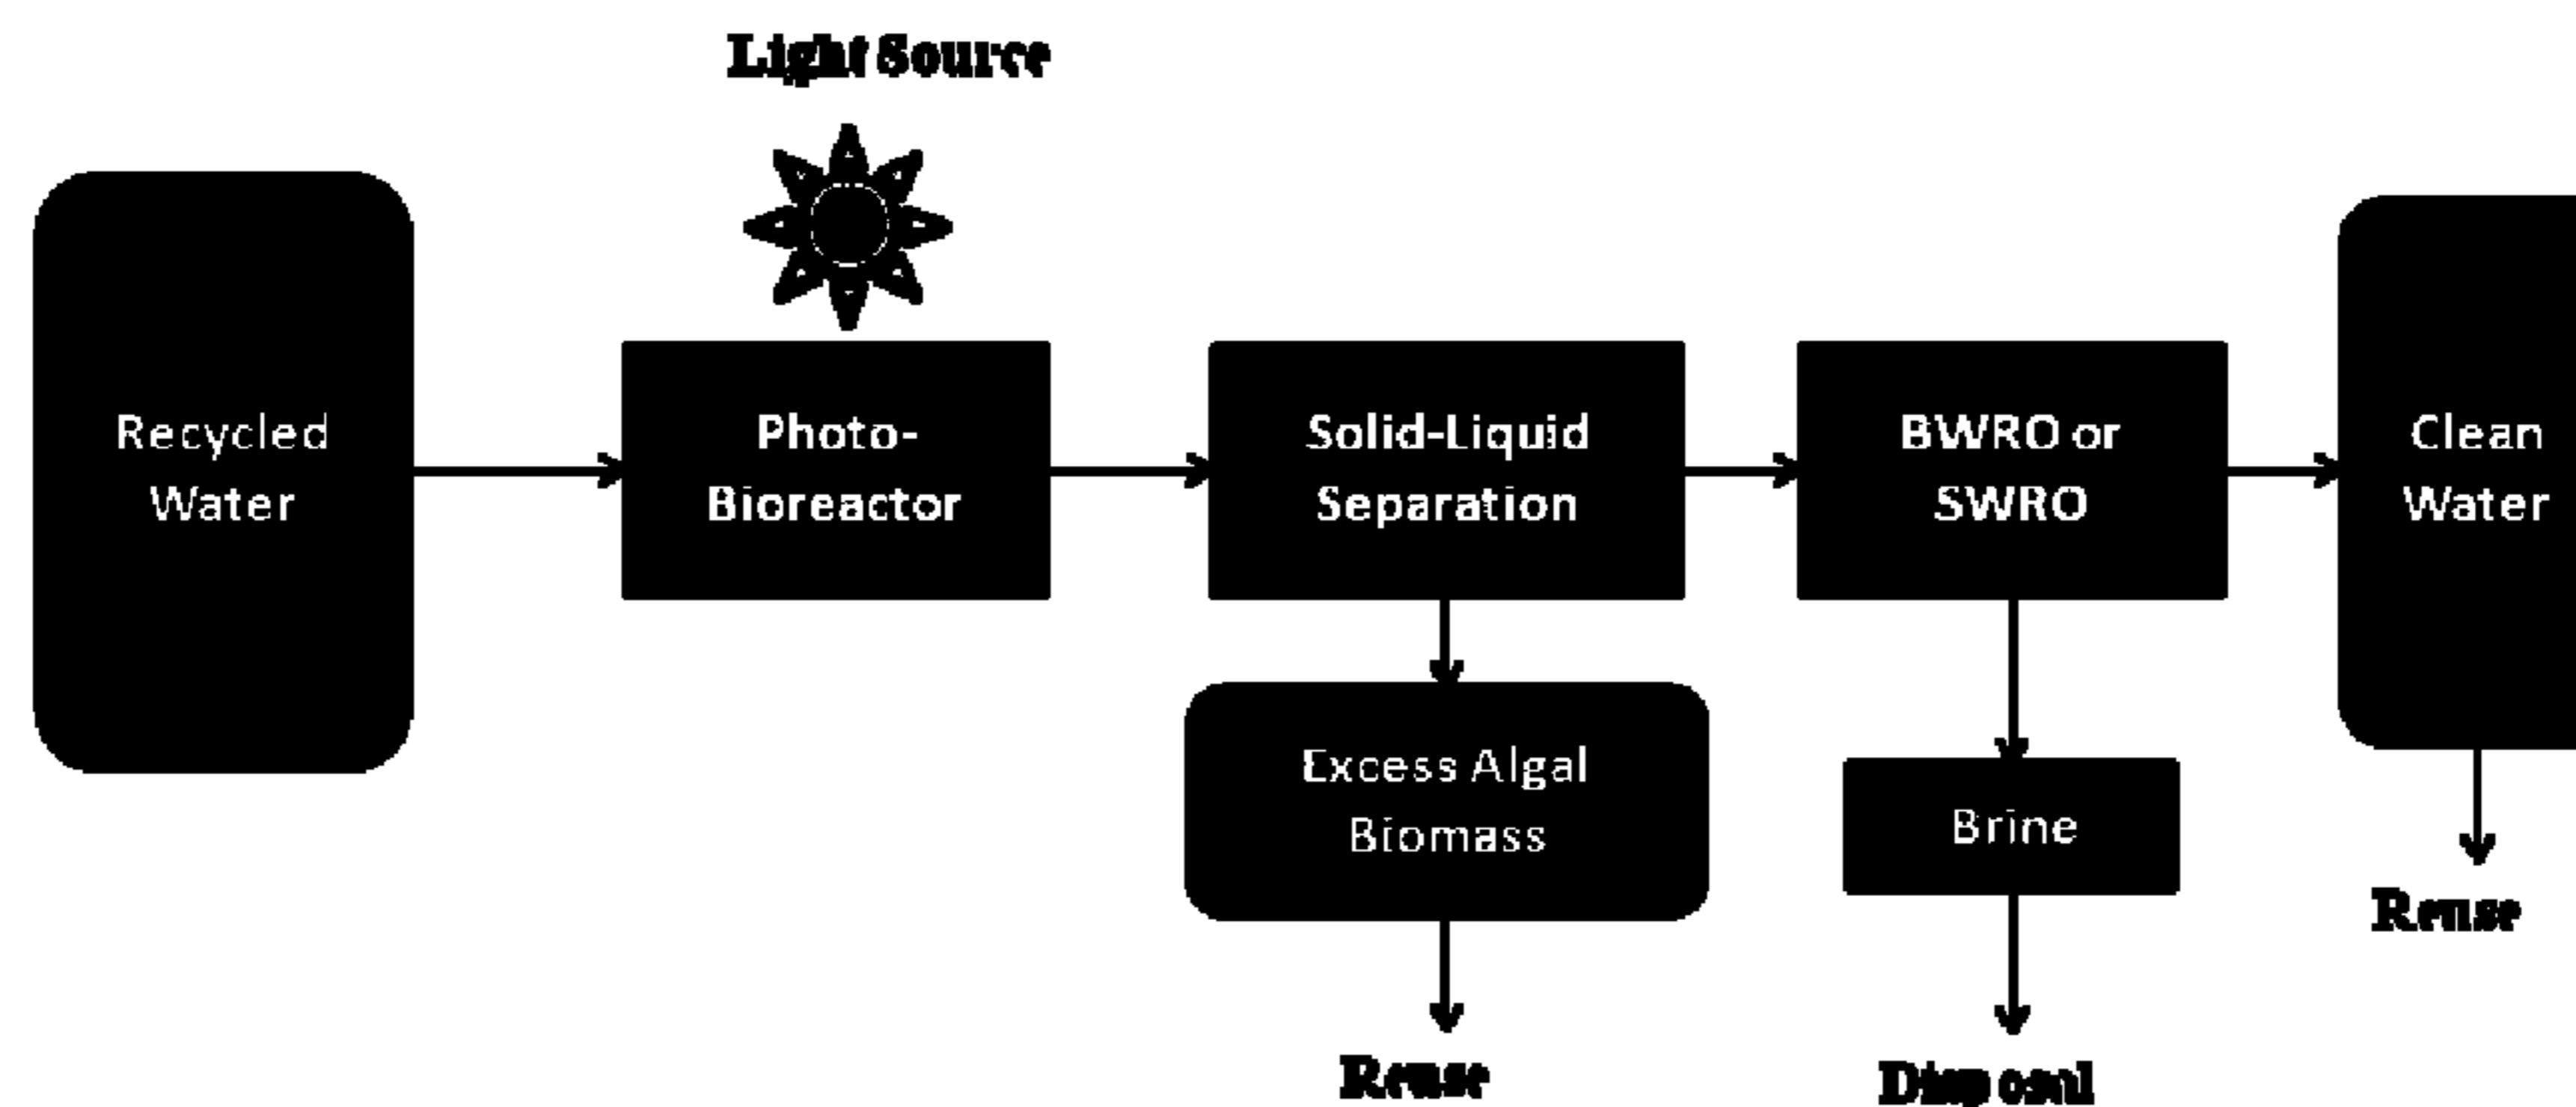 Light Source
Recycled
Water
Photo-
Bioreactor
Solid-Liquid
Separation
BWRO or
SWRO
Clean
Water
Excess Algal
Biomass
Brine
Reuse
Reuse
Disposal